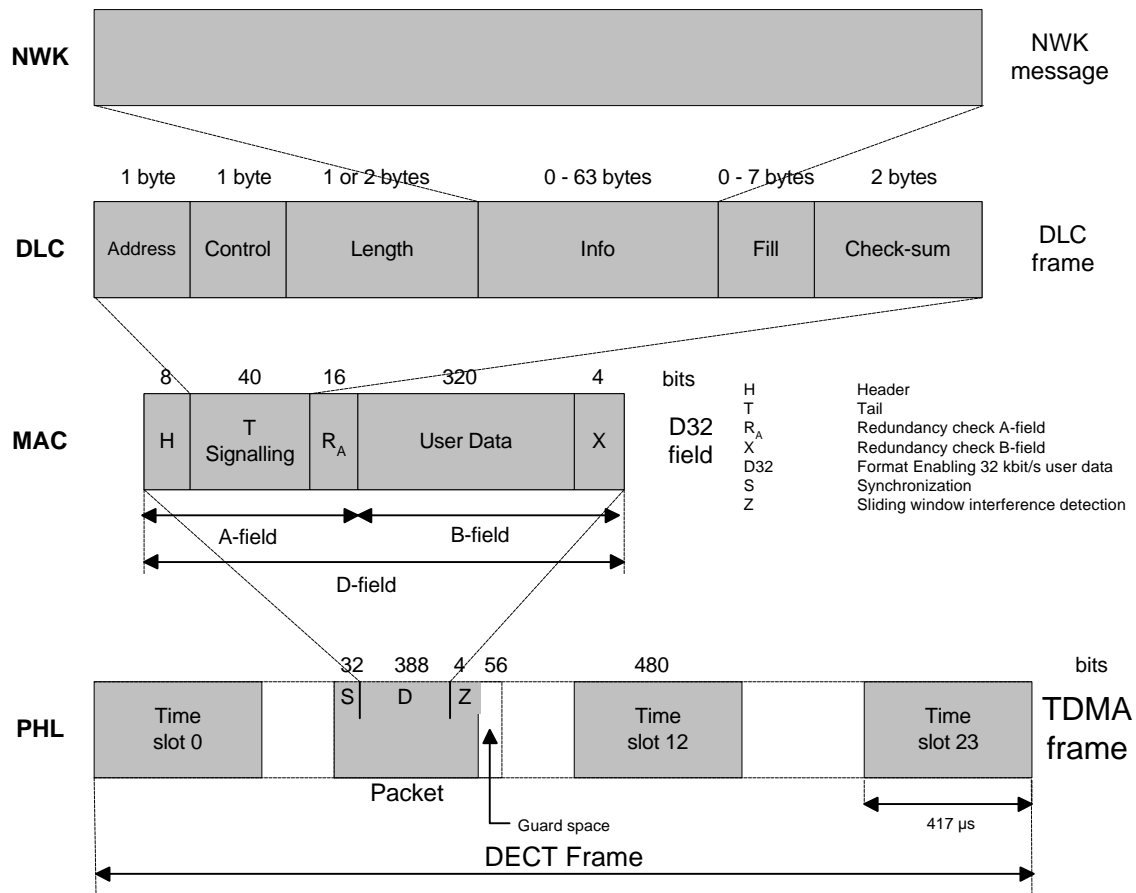 NWK
NWK
message
1 byte 1 byte 1 or 2 bytes 0 - 63 bytes 0 - 7 bytes 2 bytes
DLC
Address Control Length Info Fill Check-sum
DLC
frame
8 40 16 320 4 bits
MAC
H
T
Signalling
RA
User Data
X
D32
field
H Header
T Tail
RA Redundancy check A-field
X Redundancy check B-field
D32 Format Enabling 32 kbit/s user data
S Synchronization
Z Sliding window interference detection
A-field B-field
D-field
32 388 4 56 480 bits
PHL
Time
slot 0
S D Z
Time
slot 12
Time
slot 23
TDMA
frame
Packet
Guard space
417 µs
DECT Frame